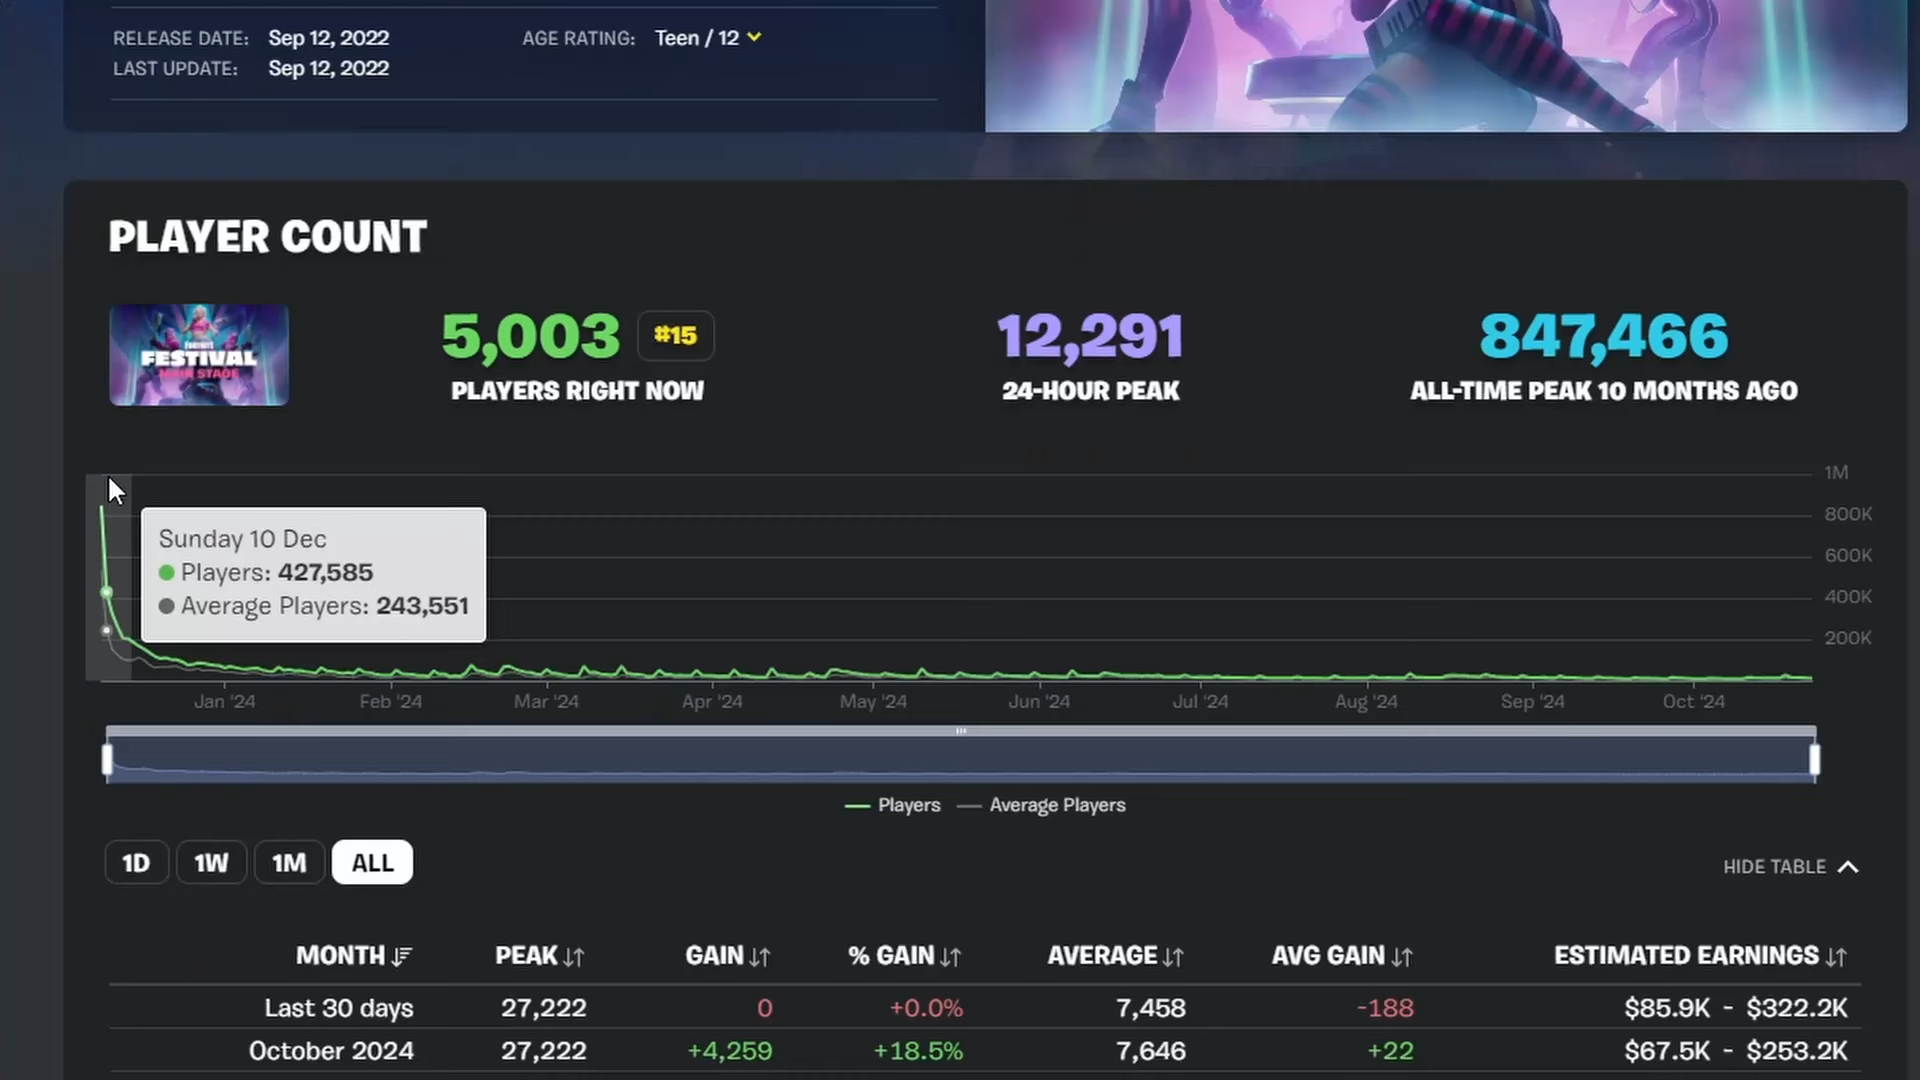 RELEASE DATE: Sep 12, 2022 AGE RATING: Teen / 12
LAST UPDATE: Sep 12, 2022
PLAYER COUNT
FORTNITE
FESTIVAL
MAIN STAGE
5,003 #15 12,291 847,466
PLAYERS RIGHT NOW 24-HOUR PEAK ALL-TIME PEAK 10 MONTHS AGO
1M
800K
600K
400K
200K
Sunday 10 Dec
Players: 427,585
Average Players: 243,551
Jan '24 Feb '24 Mar '24 Apr '24 May '24 Jun '24 Jul '24 Aug '24 Sep '24 Oct '24
Players Average Players
1D 1W 1M ALL HIDE TABLE
MONTH PEAK GAIN % GAIN AVERAGE AVG GAIN ESTIMATED EARNINGS
Last 30 days 27,222 0 +0.0% 7,458 -188 $85.9K - $322.2K
October 2024 27,222 +4,259 +18.5% 7,646 +22 $67.5K - $253.2K